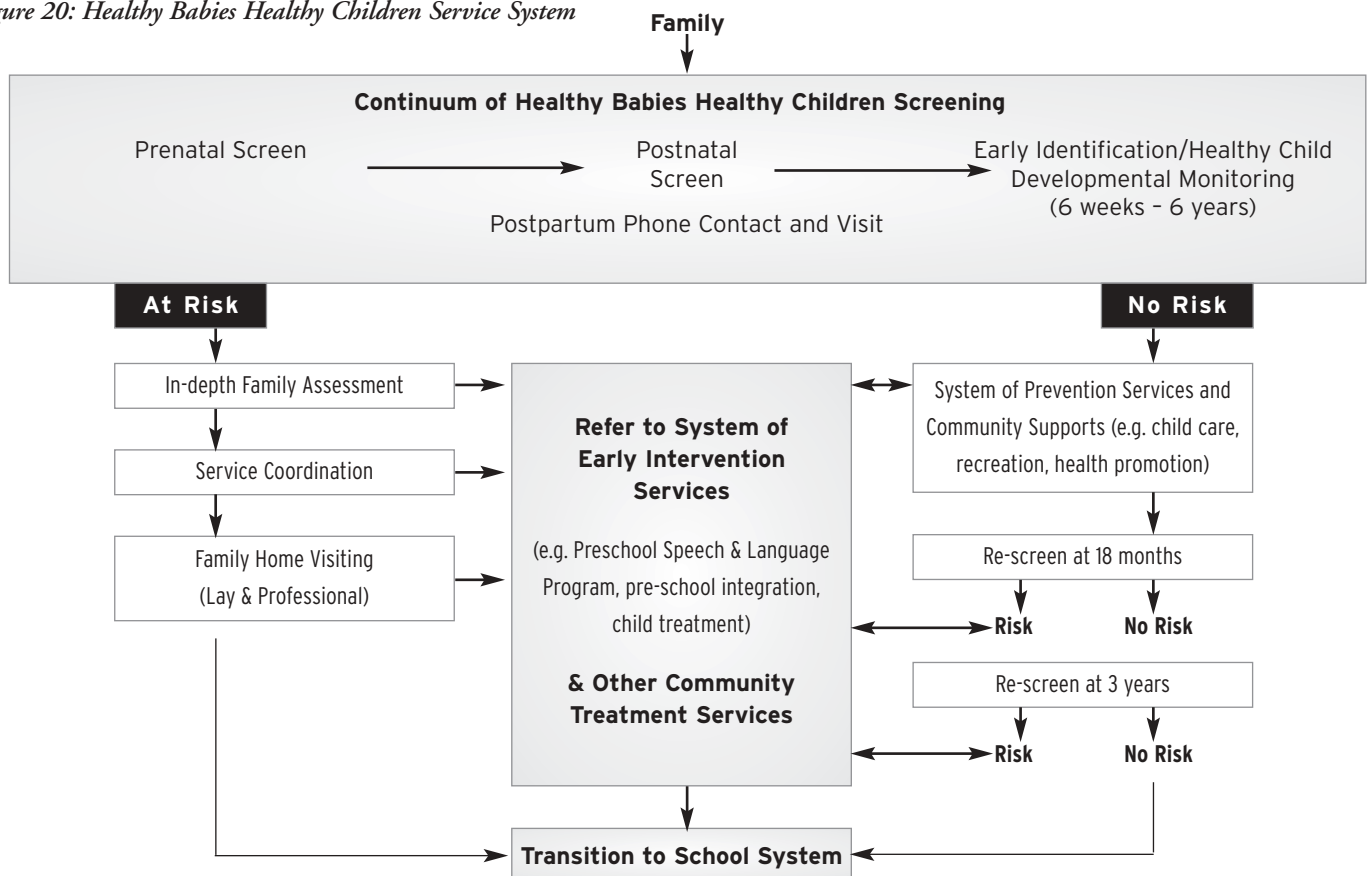 ure 20: Healthy Babies Healthy Children Service System
Family
Continuum of Healthy Babies Healthy Children Screening
Prenatal Screen
Postnatal
Screen
Early Identification/Healthy Child
Developmental Monitoring
(6 weeks – 6 years)
Postpartum Phone Contact and Visit
At Risk
No Risk
In-depth Family Assessment
Service Coordination
Family Home Visiting
(Lay & Professional)
Refer to System of
Early Intervention
Services
(e.g. Preschool Speech & Language
Program, pre-school integration,
child treatment)
& Other Community
Treatment Services
System of Prevention Services and
Community Supports (e.g. child care,
recreation, health promotion)
Re-screen at 18 months
Risk
No Risk
Re-screen at 3 years
Risk
No Risk
Transition to School System